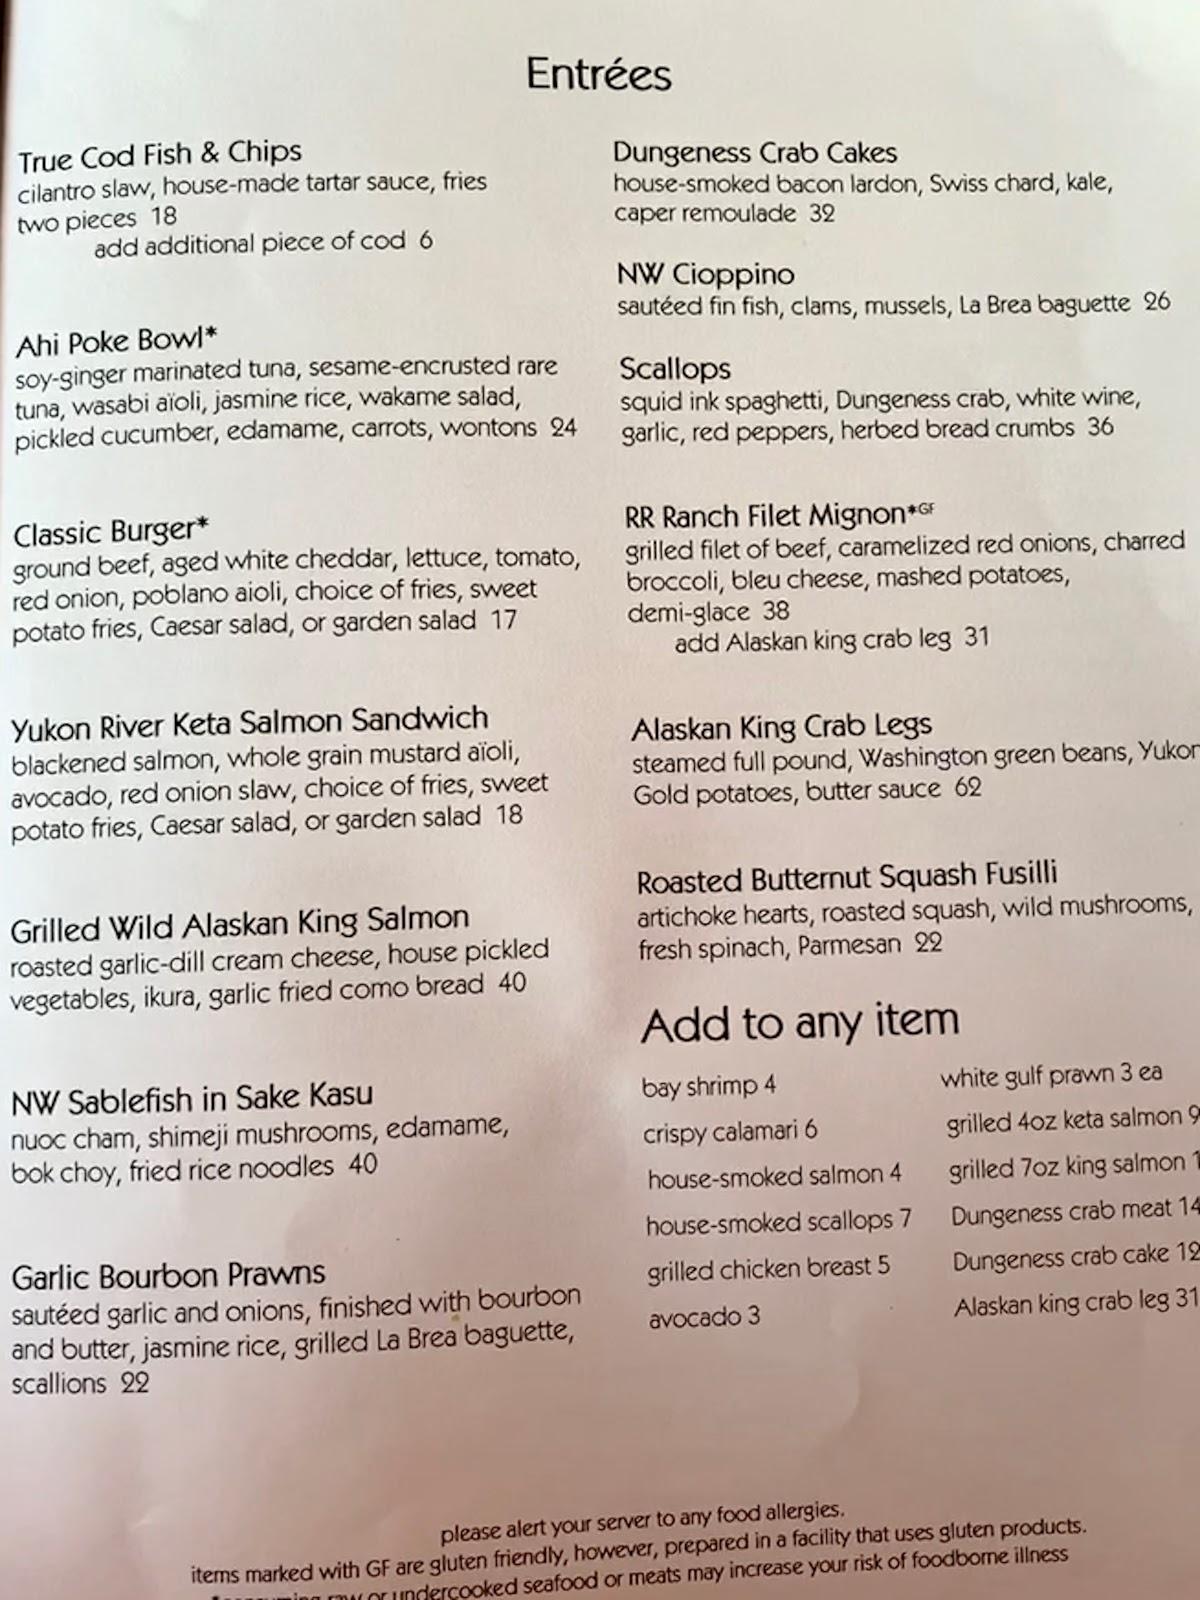 Entrées
True Cod Fish & Chips
cilantro slaw, house-made tartar sauce, fries
two pieces 18
add additional piece of cod 6
Ahi Poke Bowl*
soy-ginger marinated tuna, sesame-encrusted rare
tuna, wasabi aïoli, jasmine rice, wakame salad,
pickled cucumber, edamame, carrots, wontons 24
Classic Burger*
ground beef, aged white cheddar, lettuce, tomato,
red onion, poblano aioli, choice of fries, sweet
potato fries, Caesar salad, or garden salad 17
Yukon River Keta Salmon Sandwich
blackened salmon, whole grain mustard aïoli,
avocado, red onion slaw, choice of fries, sweet
potato fries, Caesar salad, or garden salad 18
Grilled Wild Alaskan King Salmon
roasted garlic-dill cream cheese, house pickled
vegetables, ikura, garlic fried como bread 40
NW Sablefish in Sake Kasu
nuoc cham, shimeji mushrooms, edamame,
bok choy, fried rice noodles 40
Garlic Bourbon Prawns
sautéed garlic and onions, finished with bourbon
and butter, jasmine rice, grilled La Brea baguette,
scallions 22
Dungeness Crab Cakes
house-smoked bacon lardon, Swiss chard, kale,
caper remoulade 32
NW Cioppino
sautéed fin fish, clams, mussels, La Brea baguette 26
Scallops
squid ink spaghetti, Dungeness crab, white wine,
garlic, red peppers, herbed bread crumbs 36
RR Ranch Filet Mignon*GF
grilled filet of beef, caramelized red onions, charred
broccoli, bleu cheese, mashed potatoes,
demi-glace 38
add Alaskan king crab leg 31
Alaskan King Crab Legs
steamed full pound, Washington green beans, Yukon
Gold potatoes, butter sauce 62
Roasted Butternut Squash Fusilli
artichoke hearts, roasted squash, wild mushrooms,
fresh spinach, Parmesan 22
Add to any item
bay shrimp 4
crispy calamari 6
house-smoked salmon 4
house-smoked scallops 7
grilled chicken breast 5
avocado 3
white gulf prawn 3 ea
grilled 4oz keta salmon 9
grilled 7oz king salmon
Dungeness crab meat 14
Dungeness crab cake 12
Alaskan king crab leg 31
please alert your server to any food allergies.
items marked with GF are gluten friendly, however, prepared in a facility that uses gluten products.
raw or undercooked seafood or meats may increase your risk of foodborne illness